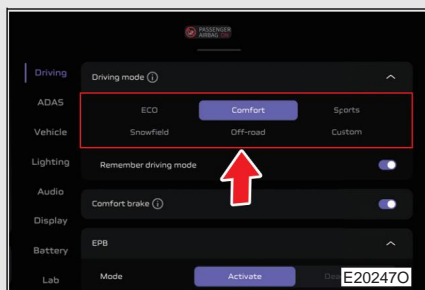 PASSENGER
AIRBAG ON
Driving
Driving mode
ADAS
ECO Comfort Sports
Vehicle
Snowfield Off-road Custom
Lighting
Remember driving mode
Audio
Comfort brake
Display
EPB
Battery
Lab
Mode Activate
E20247O